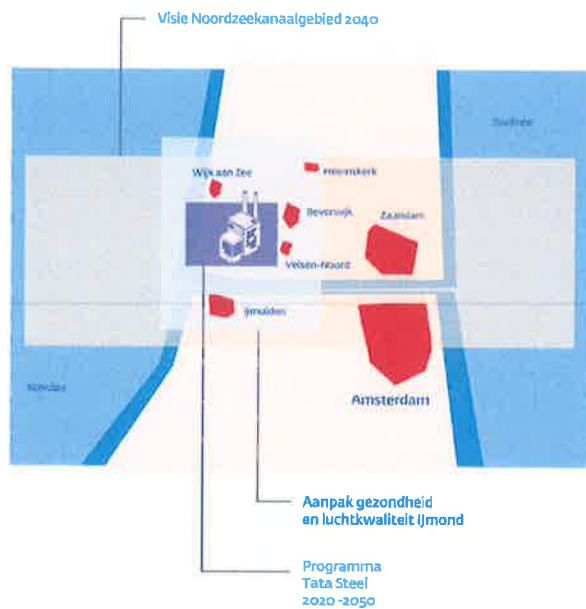 Visie Noordzeekanaalgebied 2040
Wijk aan Zee
Heemskerk
Beverwijk
Zaandam
Velsen-Noord
IJmuiden
Amsterdam
Aanpak gezondheid
en luchtkwaliteit IJmond
Programma
Tata Steel
2020 -2050